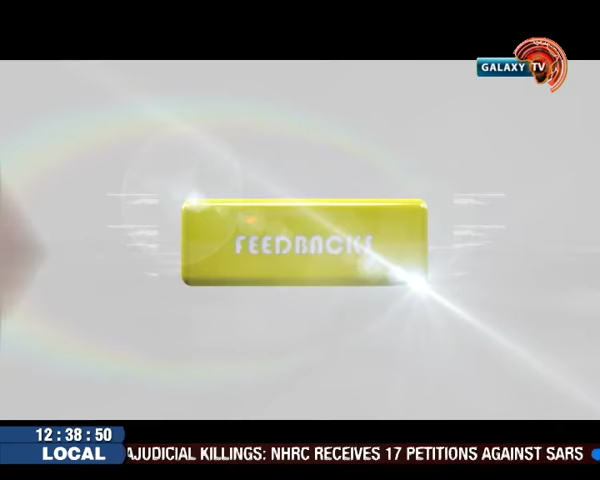 GALAXY TV
FEEDBACKS
12 : 38 : 50
LOCAL
AJUDICIAL KILLINGS: NHRC RECEIVES 17 PETITIONS AGAINST SARS